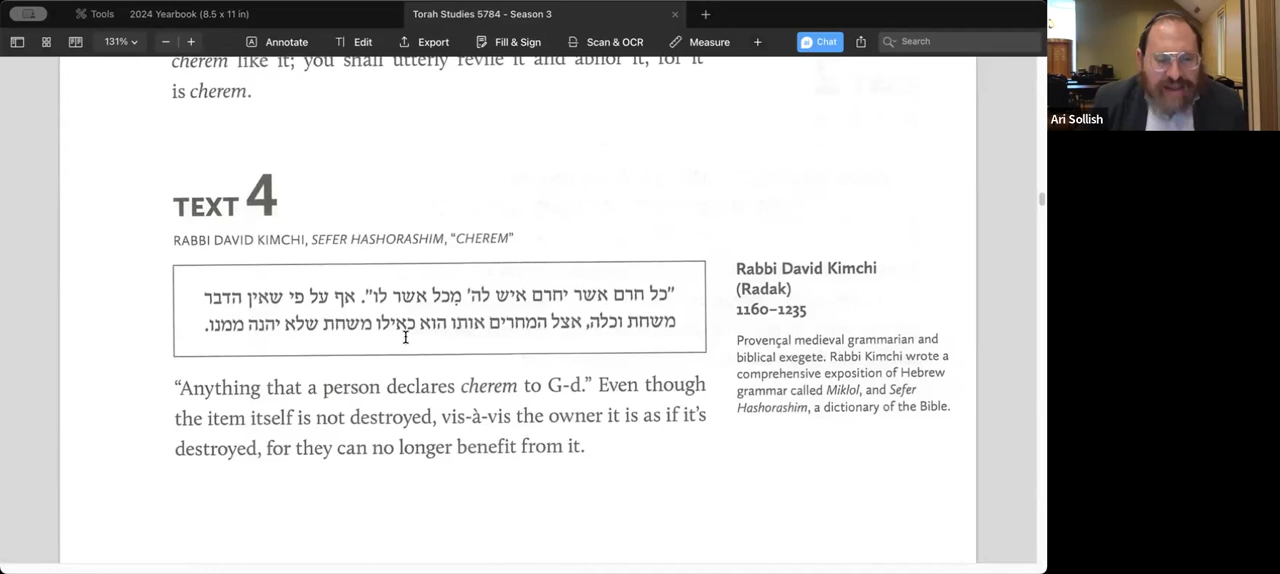 Tools
2024 Yearbook (8.5 x 11 in)
Torah Studies 5784 - Season 3
131%
Annotate
Edit
Export
Fill & Sign
Scan & OCR
Measure
Chat
Search
Ari Sollish
cherem like it; you shall utterly revile it and abhor it, for it
is cherem.
TEXT 4
RABBI DAVID KIMCHI, SEFER HASHORASHIM, “CHEREM”
"כל חרם אשר יחרם איש לה' מִכל אשר לו". אף על פי שאין הדבר
משחת וכלה, אצל המחרים אותו הוא כאילו משחת שלא יהנה ממנו.
“Anything that a person declares cherem to G-d.” Even though
the item itself is not destroyed, vis-à-vis the owner it is as if it’s
destroyed, for they can no longer benefit from it.
Rabbi David Kimchi
(Radak)
1160–1235
Provençal medieval grammarian and
biblical exegete. Rabbi Kimchi wrote a
comprehensive exposition of Hebrew
grammar called Miklol, and Sefer
Hashorashim, a dictionary of the Bible.